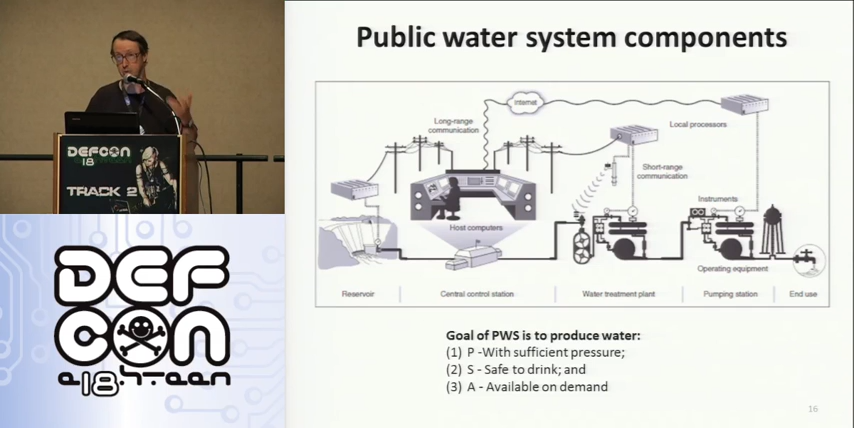 Public water system components
Internet
Long-range
communication
Local processors
Short-range
communication
Instruments
Host computers
Operating equipment
Reservoir
Central control station
Water treatment plant
Pumping station
End use
Goal of PWS is to produce water:
(1) P -With sufficient pressure;
(2) S - Safe to drink; and
(3) A - Available on demand
16
DEFCON
18
TRACK 2
DEF
CON
e18hteen